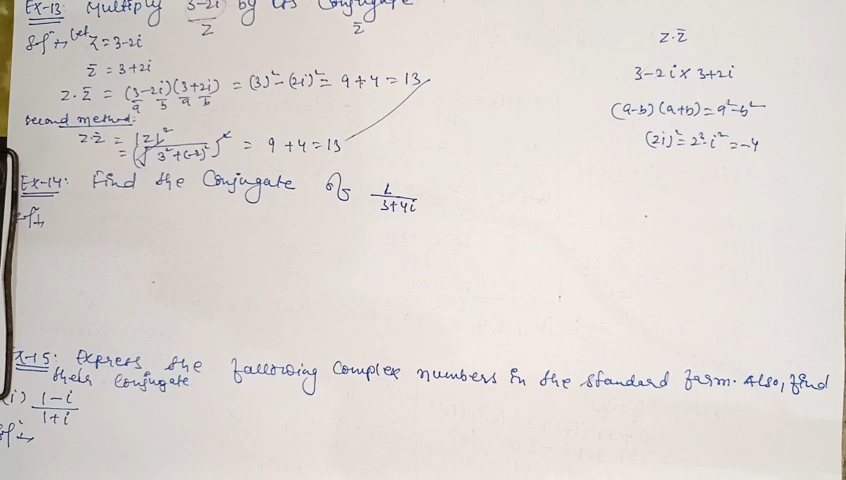 Ex-13: Multiply 3-2i by its Conjugate
z z̄
Solⁿ→ Let z = 3-2i
z̄ = 3+2i
z.z̄ = (3-2i)(3+2i) = (3)²-(2i)² = 9+4 = 13
a b a b
Second method:
z.z̄ = |z|²
= (√3²+(-2)²)² = 9+4=13
z.z̄
3-2i×3+2i
(a-b)(a+b)=a²-b²
(2i)²=2².i²=-4
Ex-14: Find the Conjugate of 1/3+4i
Solⁿ→
Ex-15: Express the following Complex numbers in the standard form. Also, find
their conjugate
(i) 1-i/1+i
Solⁿ→